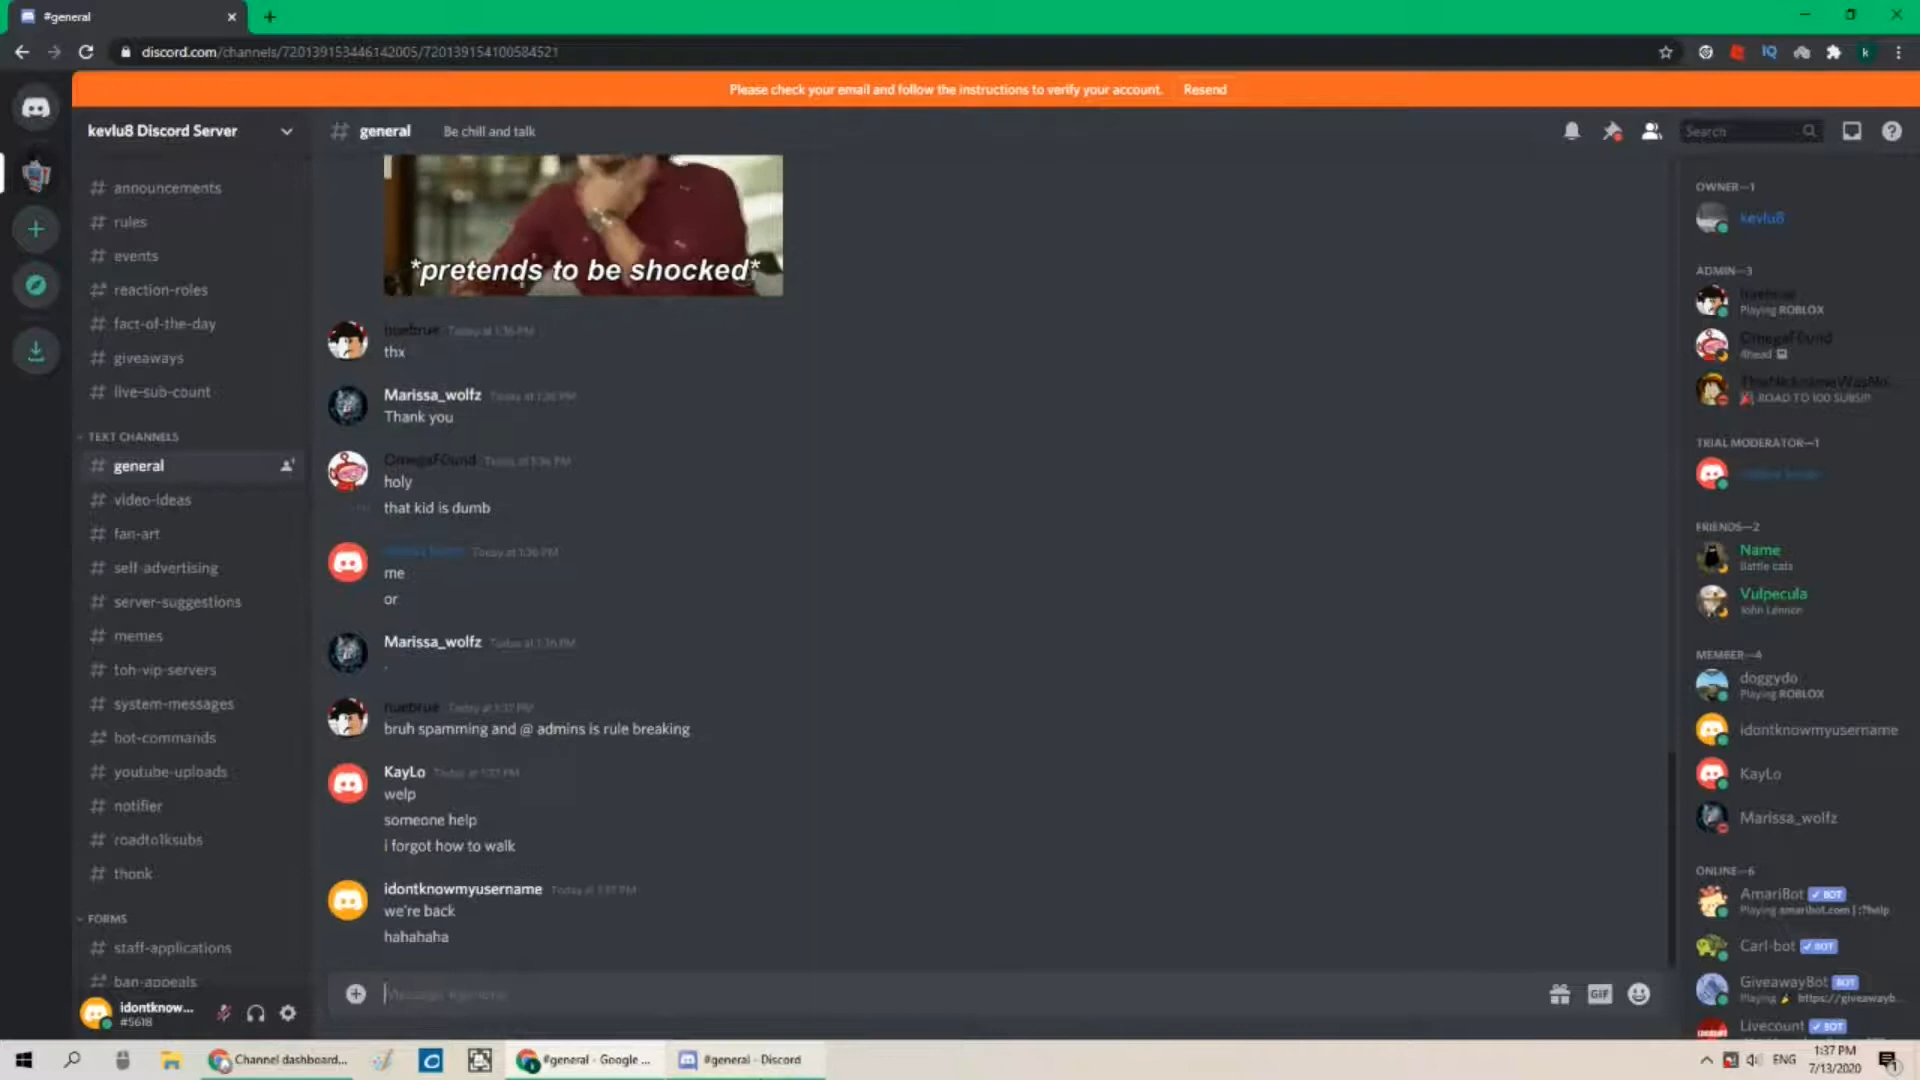 #general
discord.com/channels/720139153446142005/720139154100584521
k
Please check your email and follow the instructions to verify your account. Resend
kevlu8 Discord Server
general Be chill and talk
Search
announcements
rules
events
reaction-roles
fact-of-the-day
giveaways
live-sub-count
TEXT CHANNELS
general
video-ideas
fan-art
self-advertising
server-suggestions
memes
toh-vip-servers
system-messages
bot-commands
youtube-uploads
notifier
roadto1ksubs
thonk
FORMS
staff-applications
ban-appeals
idontknow...
#5618
*pretends to be shocked*
Today at 1:36 PM
thx
Marissa_wolfz Today at 1:36 PM
Thank you
OmegaF0und Today at 1:36 PM
holy
that kid is dumb
Today at 1:36 PM
me
or
Marissa_wolfz Today at 1:36 PM
.
Today at 1:37 PM
bruh spamming and @ admins is rule breaking
KayLo Today at 1:37 PM
welp
someone help
i forgot how to walk
idontknowmyusername Today at 1:37 PM
we're back
hahahaha
Message #general
GIF
OWNER—1
kevlu8
ADMIN—3
Playing ROBLOX
OmegaF0und
4head
ThisNicknameWasNo...
ROAD TO 100 SUBS!!!
TRIAL MODERATOR—1
FRIENDS—2
Name
Battle cats
Vulpecula
John Lennon
MEMBER—4
doggydo
Playing ROBLOX
idontknowmyusername
KayLo
Marissa_wolfz
ONLINE—6
AmariBot BOT
Playing amaribot.com | ;?help
Carl-bot BOT
GiveawayBot BOT
Playing https://giveawayb...
Livecount BOT
Channel dashboard...
#general - Google ...
#general - Discord
ENG
1:37 PM
7/13/2020